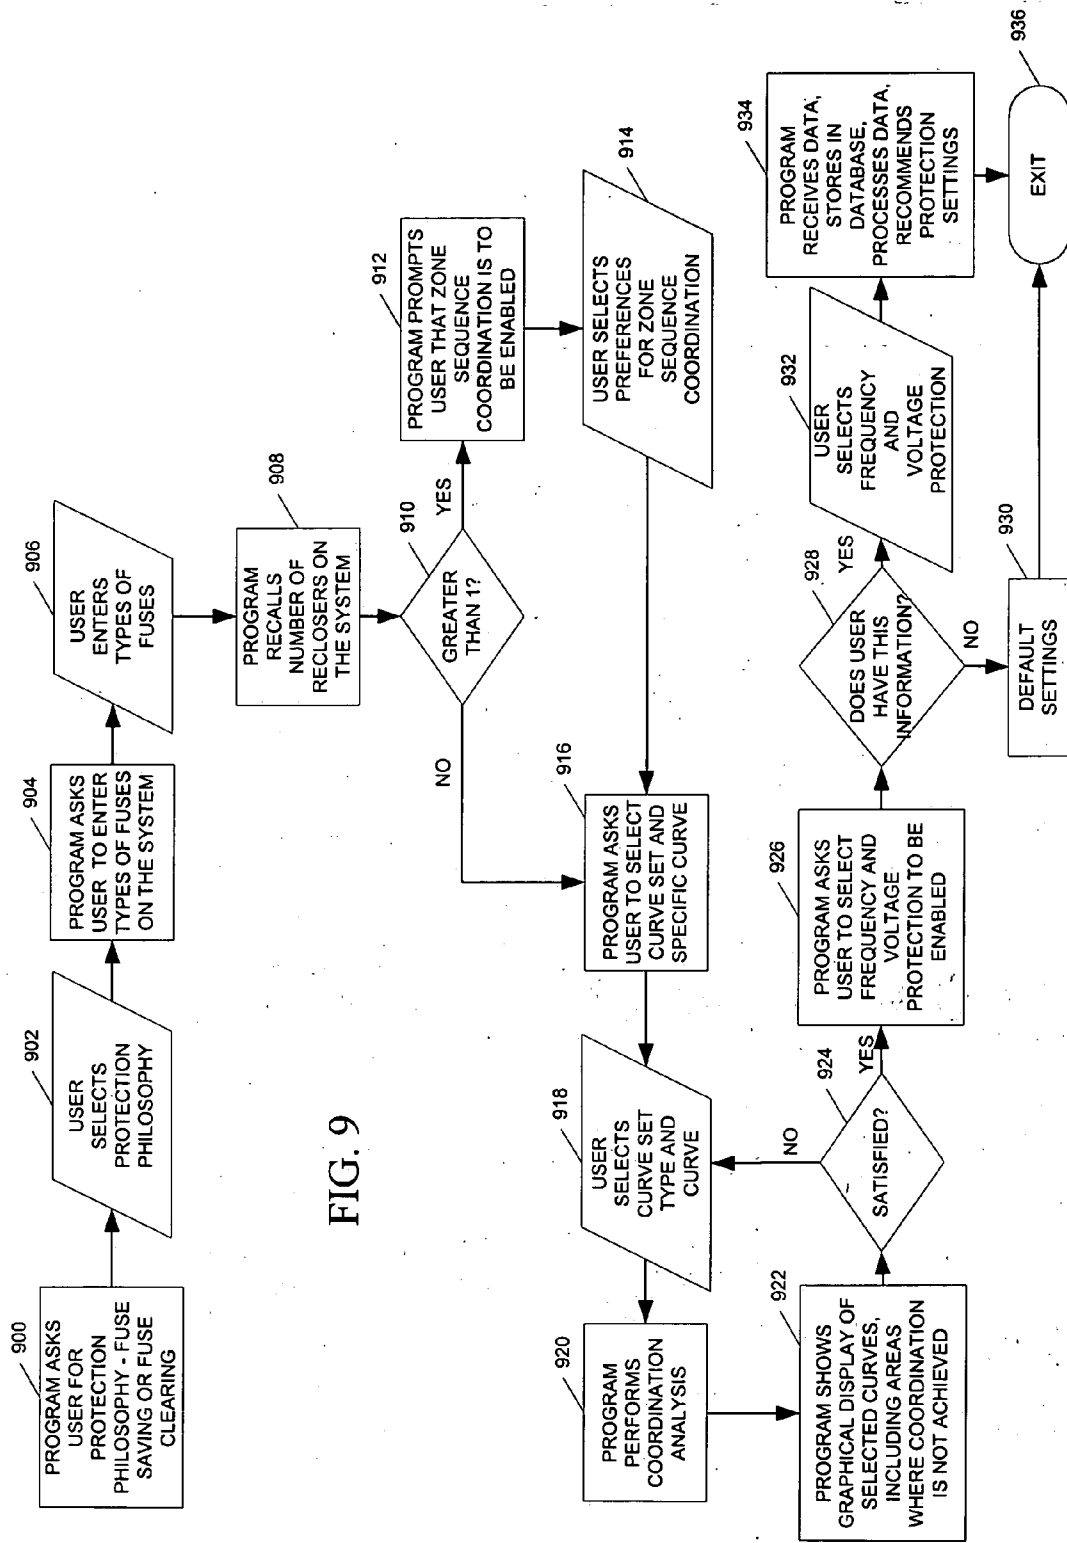 900
PROGRAM ASKS
USER FOR
PROTECTION
PHILOSOPHY - FUSE
SAVING OR FUSE
CLEARING
902
USER
SELECTS
PROTECTION
PHILOSOPHY
904
PROGRAM ASKS
USER TO ENTER
TYPES OF FUSES
ON THE SYSTEM
906
USER
ENTERS
TYPES OF
FUSES
908
PROGRAM
RECALLS
NUMBER OF
RECLOSERS ON
THE SYSTEM
910
GREATER
THAN 1?
YES
NO
912
PROGRAM PROMPTS
USER THAT ZONE
SEQUENCE
COORDINATION IS TO
BE ENABLED
914
USER SELECTS
PREFERENCES
FOR ZONE
SEQUENCE
COORDINATION
916
PROGRAM ASKS
USER TO SELECT
CURVE SET AND
SPECIFIC CURVE
918
USER
SELECTS
CURVE SET
TYPE AND
CURVE
920
PROGRAM
PERFORMS
COORDINATION
ANALYSIS
922
PROGRAM SHOWS
GRAPHICAL DISPLAY OF
SELECTED CURVES,
INCLUDING AREAS
WHERE COORDINATION
IS NOT ACHIEVED
924
SATISFIED?
NO
YES
926
PROGRAM ASKS
USER TO SELECT
FREQUENCY AND
VOLTAGE
PROTECTION TO BE
ENABLED
928
DOES USER
HAVE THIS
INFORMATION?
YES
NO
930
DEFAULT
SETTINGS
932
USER
SELECTS
FREQUENCY
AND
VOLTAGE
PROTECTION
934
PROGRAM
RECEIVES DATA,
STORES IN
DATABASE,
PROCESSES DATA,
RECOMMENDS
PROTECTION
SETTINGS
936
EXIT
FIG. 9